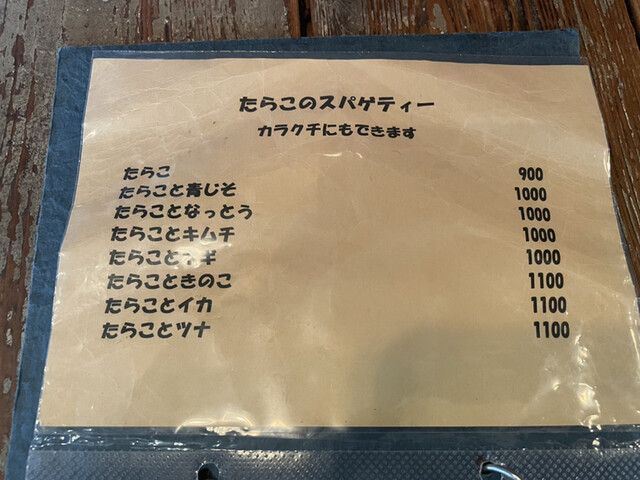 たらこのスパゲティー
カラクチにもできます
たらこ 900
たらこと青じそ 1000
たらことなっとう 1000
たらことキムチ 1000
たらこと 1000
たらこときのこ 1100
たらことイカ 1100
たらことツナ 1100